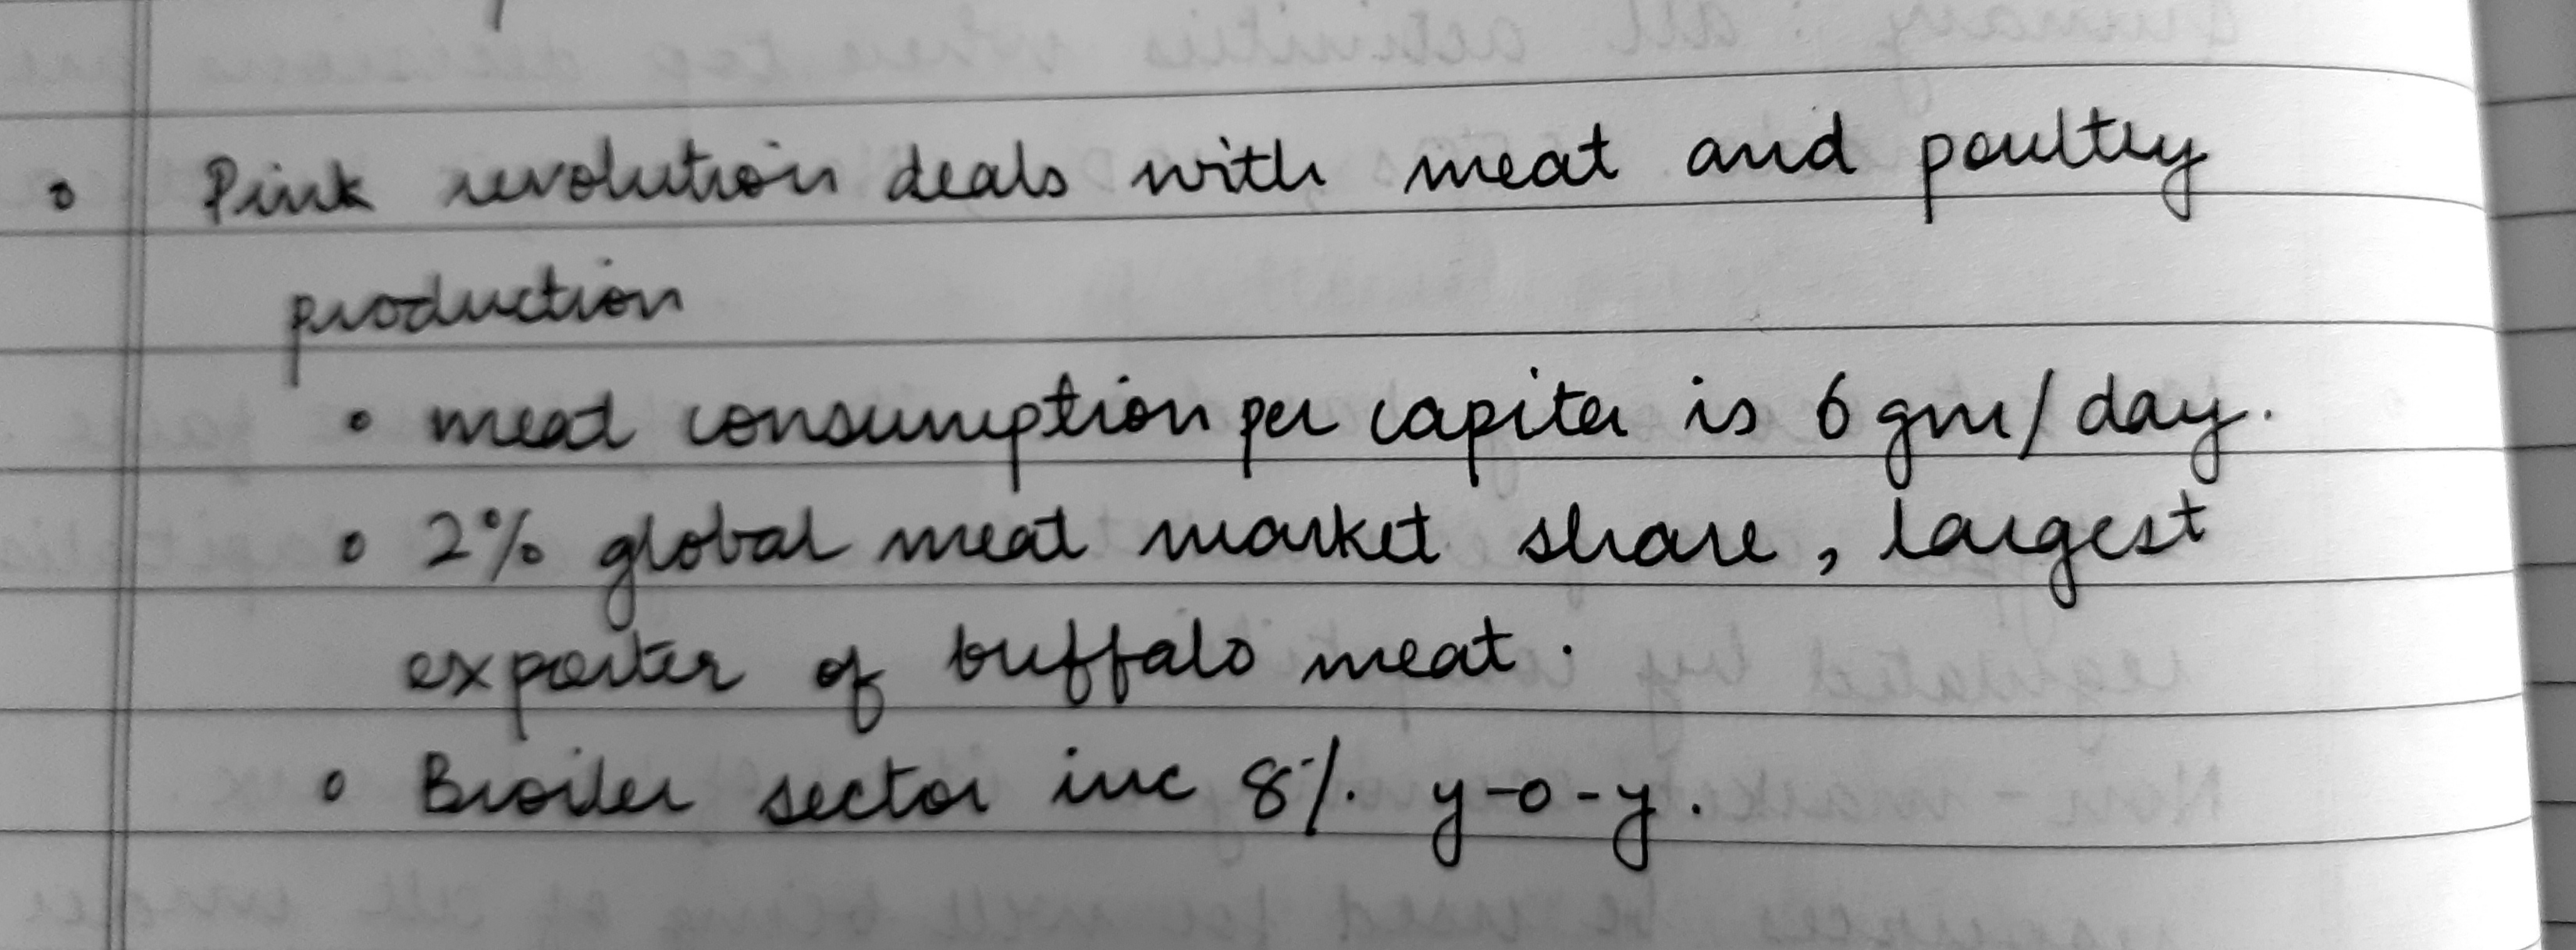 • Pink revolution deals with meat and poultry
production
• meat consumption per capita is 6 gm/day.
• 2% global meat market share, largest
exporter of buffalo meat.
• Broiler sector inc 8% y-o-y.